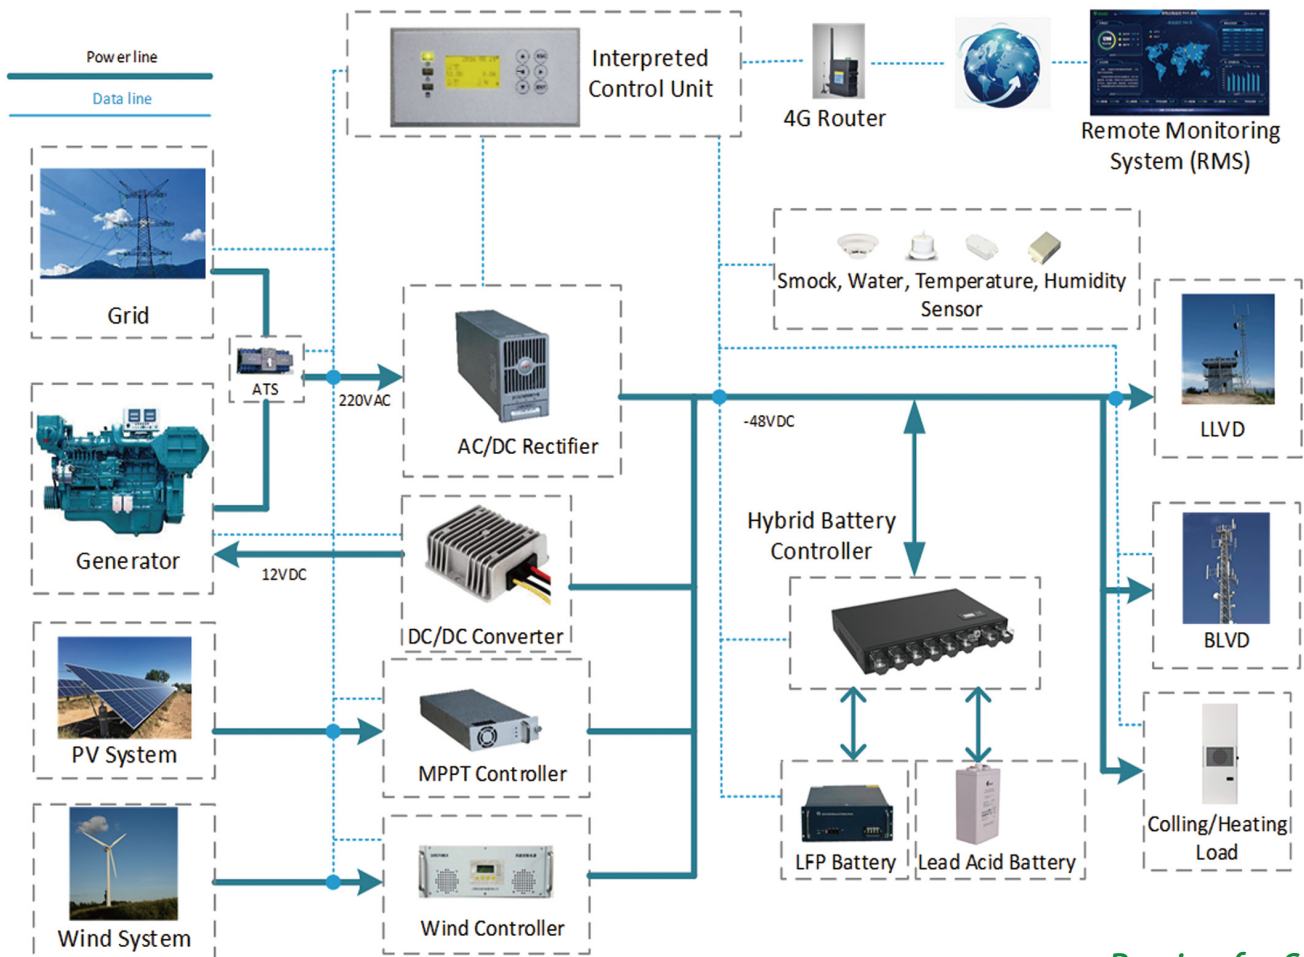 Power line
Data line
Interpreted
Control Unit
4G Router
Remote Monitoring
System (RMS)
Smock, Water, Temperature, Humidity
Sensor
Grid
ATS
220VAC
AC/DC Rectifier
-48VDC
LLVD
Generator
12VDC
DC/DC Converter
Hybrid Battery
Controller
BLVD
PV System
MPPT Controller
LFP Battery
Lead Acid Battery
Colling/Heating
Load
Wind System
Wind Controller